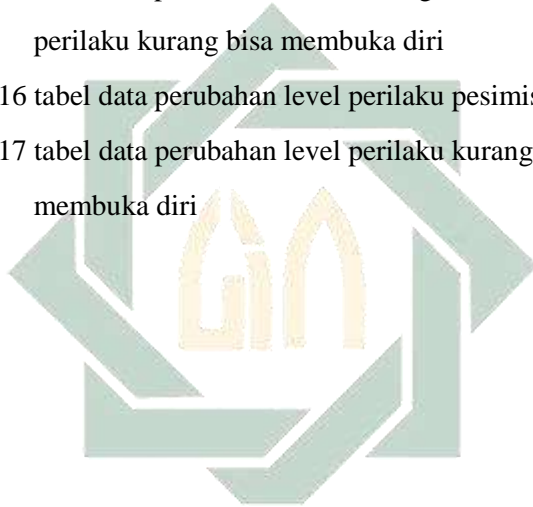 perilaku kurang bisa membuka diri
16 tabel data perubahan level perilaku pesimis
17 tabel data perubahan level perilaku kurang
membuka diri